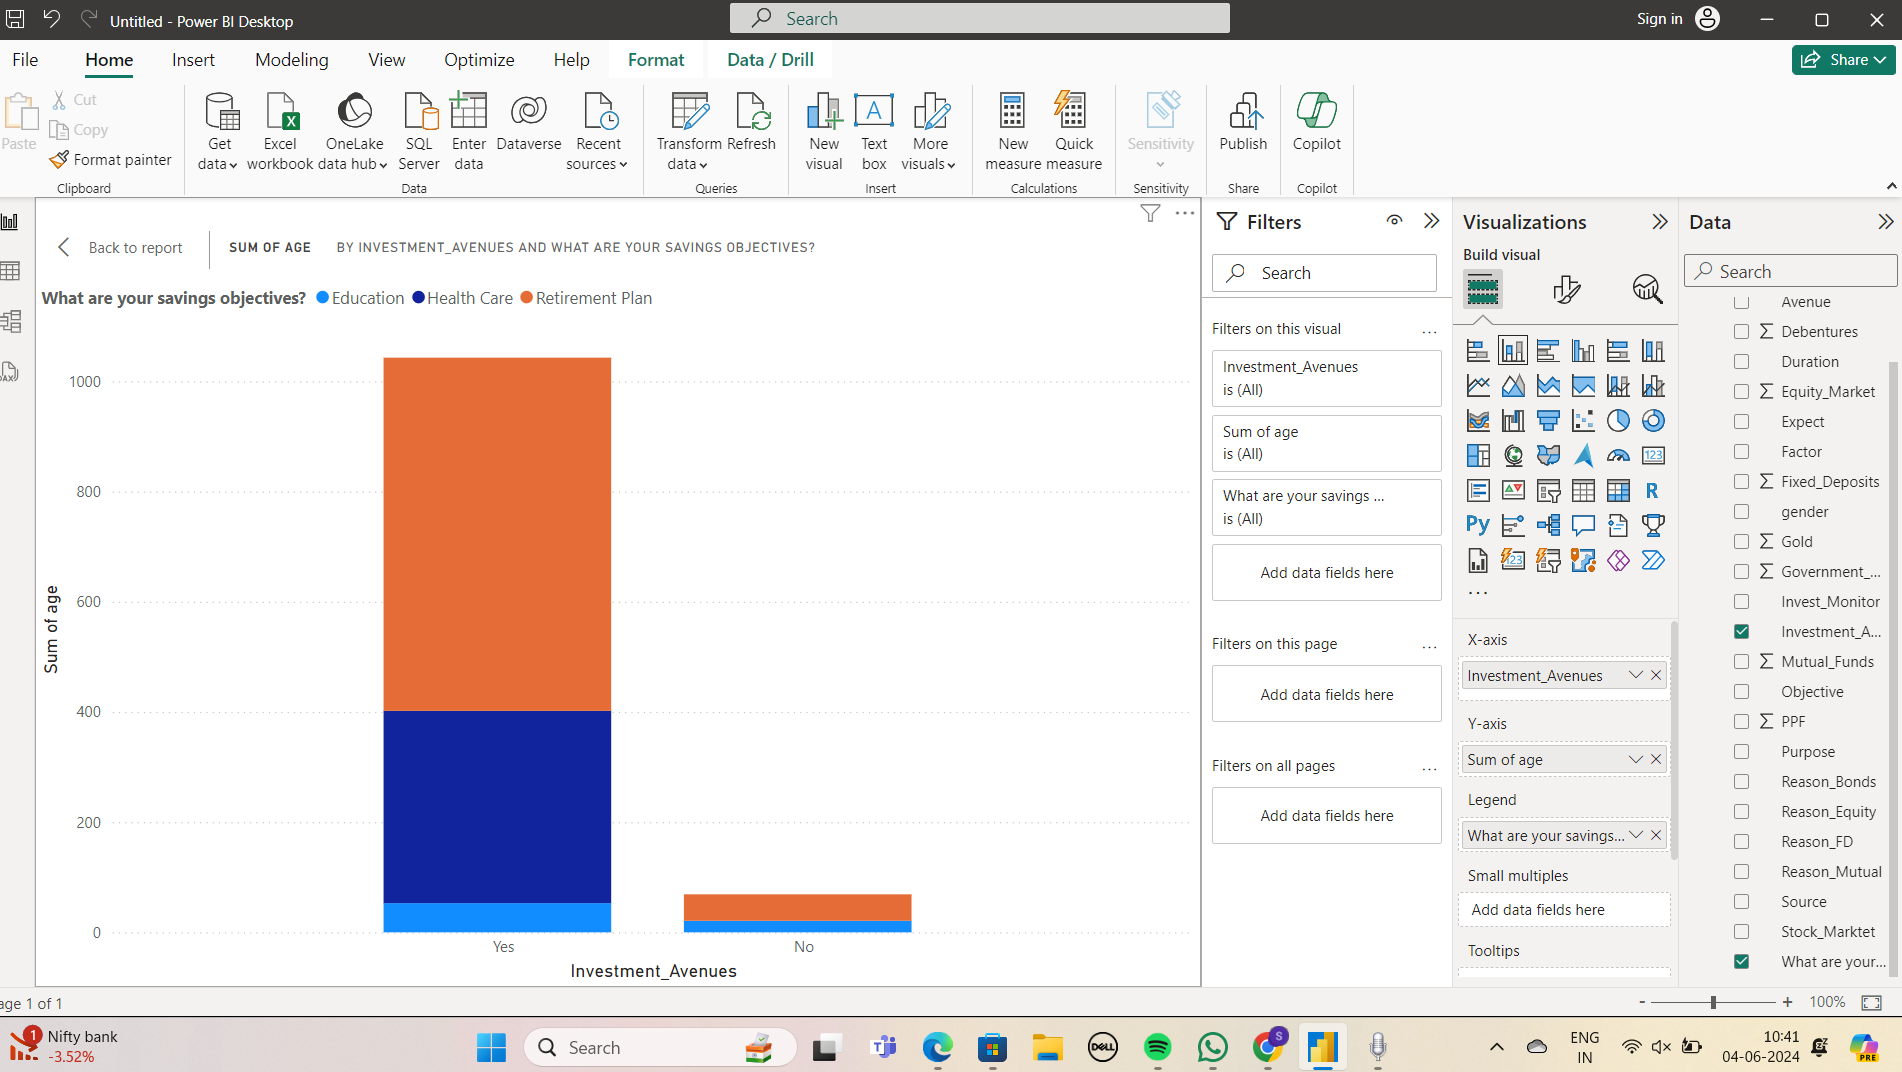 Untitled - Power BI Desktop
Search
Sign in
File Home Insert Modeling View Optimize Help Format Data / Drill
Share
Paste
Cut
Copy
Format painter
Clipboard
Get data
Excel workbook
OneLake data hub
SQL Server
Enter data
Dataverse
Recent sources
Data
Transform data
Refresh
Queries
New visual
Text box
More visuals
Insert
New measure
Quick measure
Calculations
Sensitivity
Sensitivity
Publish
Share
Copilot
Copilot
Back to report
SUM OF AGE BY INVESTMENT_AVENUES AND WHAT ARE YOUR SAVINGS OBJECTIVES?
What are your savings objectives? Education Health Care Retirement Plan
1000
800
600
400
200
0
Sum of age
Yes No
Investment_Avenues
Filters
Search
Filters on this visual ...
Investment_Avenues
is (All)
Sum of age
is (All)
What are your savings ...
is (All)
Add data fields here
Filters on this page ...
Add data fields here
Filters on all pages ...
Add data fields here
Visualizations
Build visual
123
R
Py
123
...
X-axis
Investment_Avenues
Y-axis
Sum of age
Legend
What are your savings...
Small multiples
Add data fields here
Tooltips
Data
Search
Avenue
Debentures
Duration
Equity_Market
Expect
Factor
Fixed_Deposits
gender
Gold
Government_...
Invest_Monitor
Investment_A...
Mutual_Funds
Objective
PPF
Purpose
Reason_Bonds
Reason_Equity
Reason_FD
Reason_Mutual
Source
Stock_Marktet
What are your...
age 1 of 1
- + 100%
1
Nifty bank
-3.52%
Search
DELL
S
ENG
IN
10:41
04-06-2024
PRE